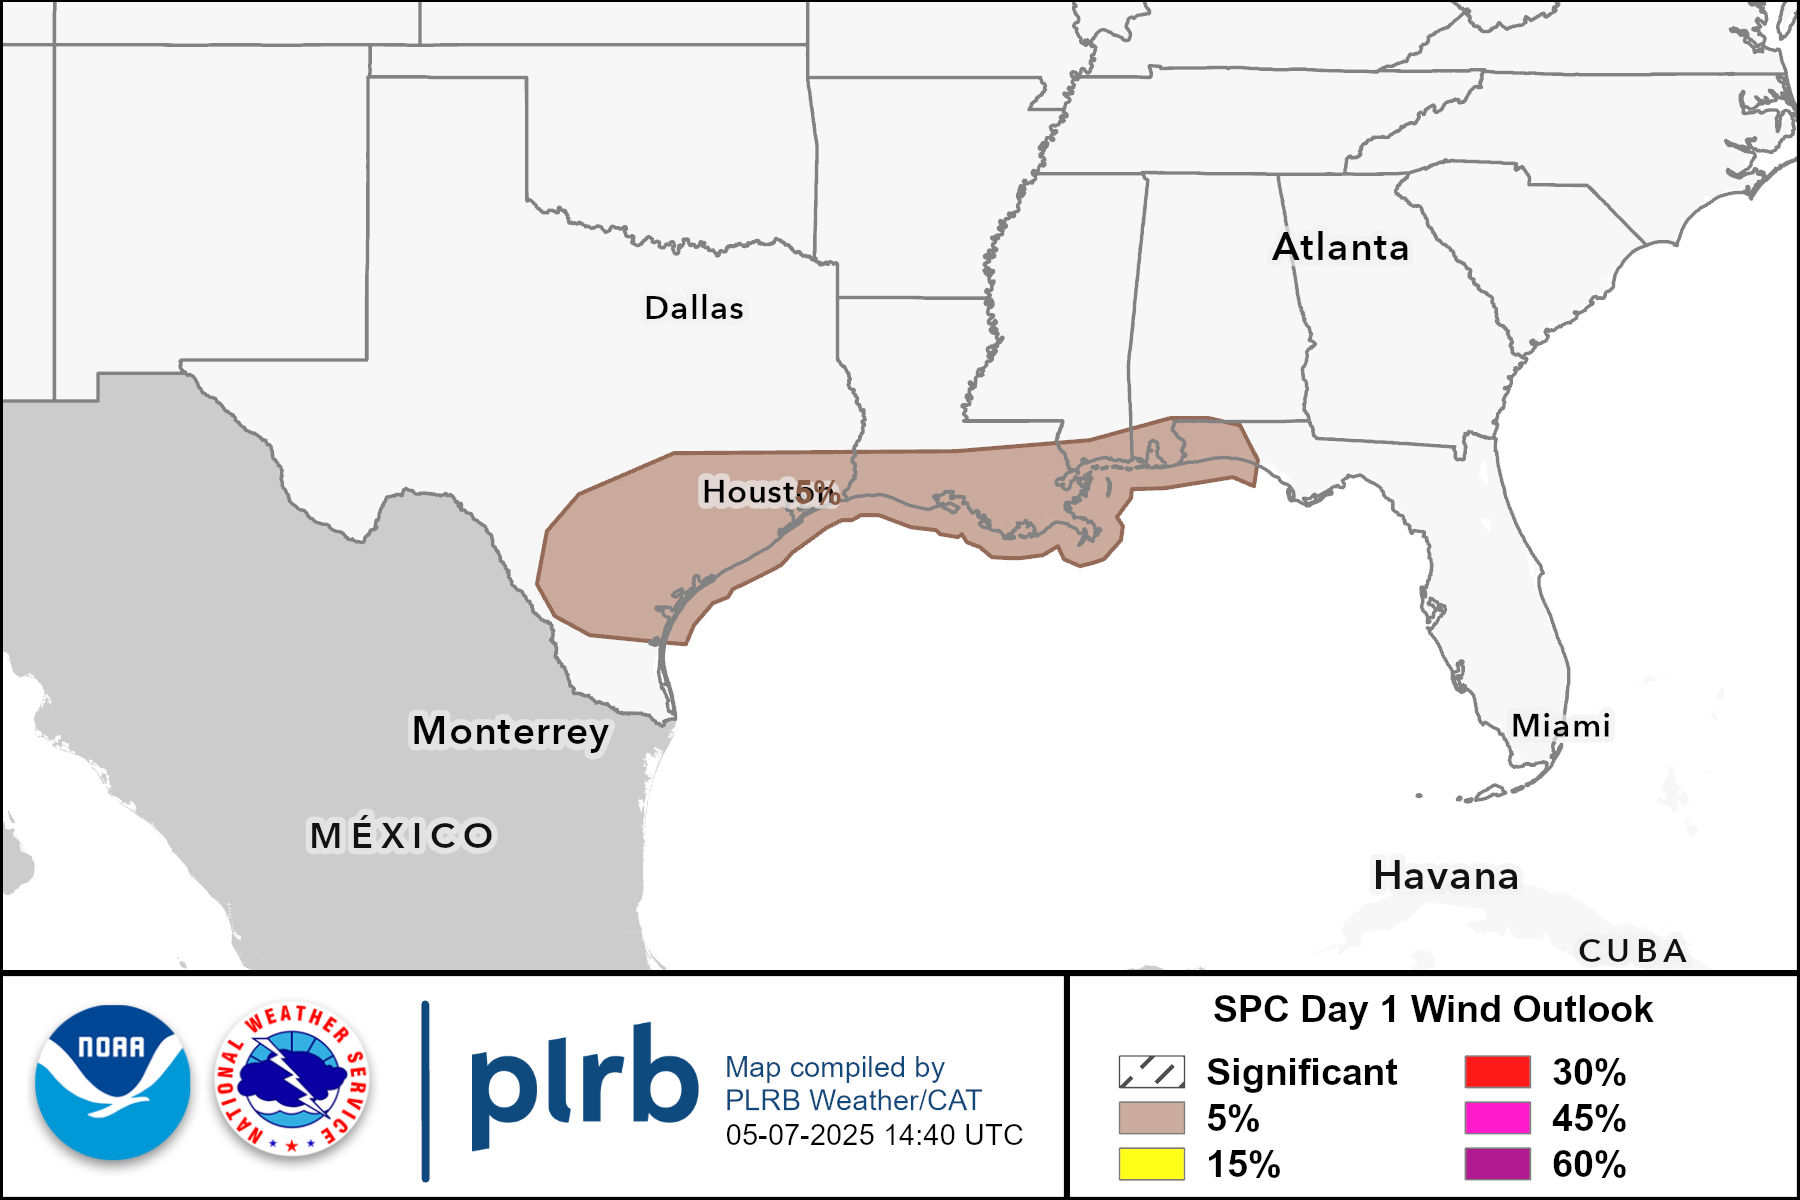 Atlanta
Dallas
Houston
5%
Monterrey
Miami
MÉXICO
Havana
CUBA
NOAA
NATIONAL WEATHER SERVICE
plrb
Map compiled by
PLRB Weather/CAT
05-07-2025 14:40 UTC
SPC Day 1 Wind Outlook
Significant
5%
15%
30%
45%
60%